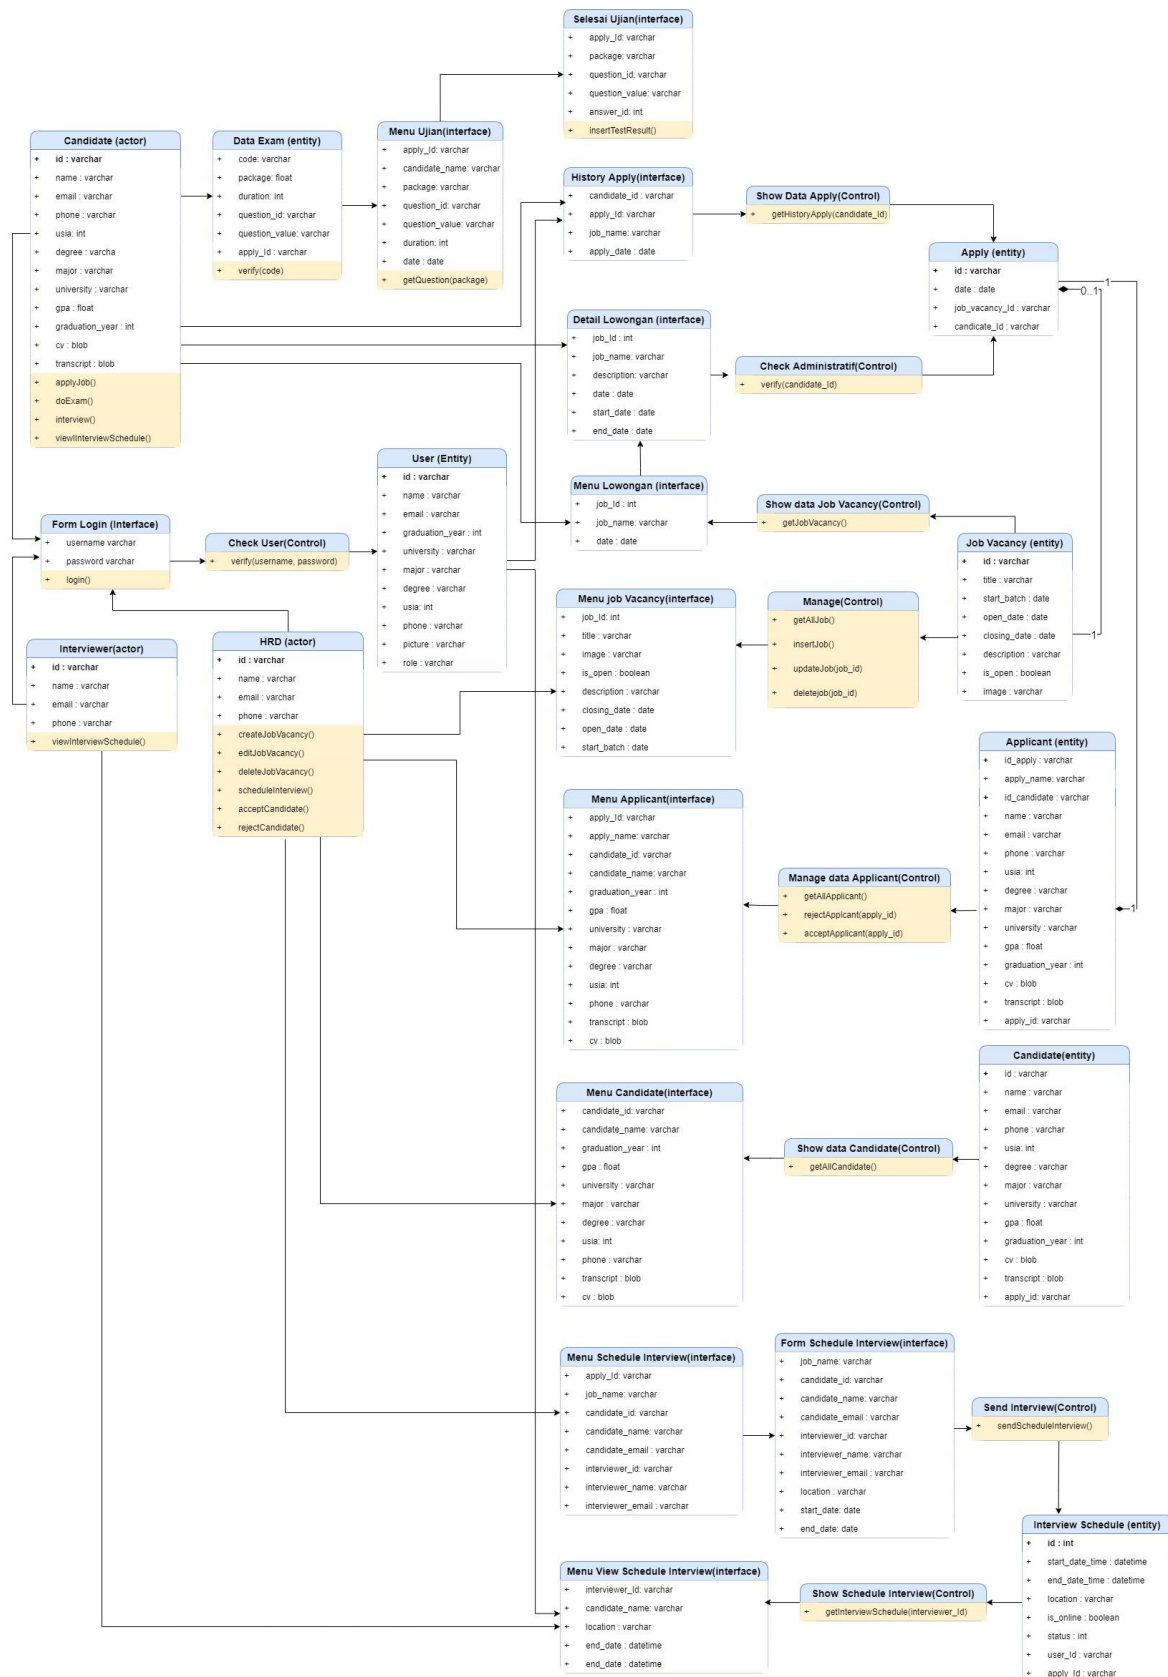 Selesai Ujian(interface)
+ apply_Id: varchar
+ package: varchar
+ question_id: varchar
+ question_value: varchar
+ answer_id: int
+ insertTestResult()
Candidate (actor)
+ id : varchar
+ name : varchar
+ email : varchar
+ phone : varchar
+ usia: int
+ degree : varcha
+ major : varchar
+ university : varchar
+ gpa : float
+ graduation_year : int
+ cv : blob
+ transcript : blob
+ applyJob()
+ doExam()
+ interview()
+ viewIInterviewSchedule()
Data Exam (entity)
+ code: varchar
+ package: float
+ duration: int
+ question_id: varchar
+ question_value: varchar
+ apply_Id : varchar
+ verify(code)
Menu Ujian(interface)
+ apply_Id: varchar
+ candidate_name: varchar
+ package: varchar
+ question_id: varchar
+ question_value: varchar
+ duration: int
+ date : date
+ getQuestion(package)
History Apply(interface)
+ candidate_id : varchar
+ apply_Id: varchar
+ job_name: varchar
+ apply_date : date
Show Data Apply(Control)
+ getHistoryApply(candidate_Id)
Apply (entity)
+ id : varchar
+ date : date
+ job_vacancy_Id : varchar
+ candicate_Id : varchar
1
0..1
Detail Lowongan (interface)
+ job_Id : int
+ job_name: varchar
+ description: varchar
+ date : date
+ start_date : date
+ end_date : date
Check Administratif(Control)
+ verify(candidate_Id)
User (Entity)
+ id : varchar
+ name : varchar
+ email : varchar
+ graduation_year : int
+ university : varchar
+ major : varchar
+ degree : varchar
+ usia: int
+ phone : varchar
+ picture : varchar
+ role : varchar
Menu Lowongan (interface)
+ job_Id : int
+ job_name: varchar
+ date : date
Show data Job Vacancy(Control)
+ getJobVacancy()
Form Login (Interface)
+ username varchar
+ password varchar
+ login()
Check User(Control)
+ verify(username, password)
Job Vacancy (entity)
+ id : varchar
+ title : varchar
+ start_batch : date
+ open_date : date
+ closing_date : date
+ description : varchar
+ is_open : boolean
+ image : varchar
1
Menu job Vacancy(interface)
+ job_Id: int
+ title : varchar
+ image : varchar
+ is_open : boolean
+ description : varchar
+ closing_date : date
+ open_date : date
+ start_batch : date
Manage(Control)
+ getAllJob()
+ insertJob()
+ updateJob(job_id)
+ deletejob(job_id)
Interviewer(actor)
+ id : varchar
+ name : varchar
+ email : varchar
+ phone : varchar
+ viewInterviewSchedule()
HRD (actor)
+ id : varchar
+ name : varchar
+ email : varchar
+ phone : varchar
+ createJobVacancy()
+ editJobVacancy()
+ deleteJobVacancy()
+ scheduleInterview()
+ acceptCandidate()
+ rejectCandidate()
Applicant (entity)
+ id_apply : varchar
+ apply_name: varchar
+ id_candidate : varchar
+ name : varchar
+ email : varchar
+ phone : varchar
+ usia: int
+ degree : varchar
+ major : varchar
+ university : varchar
+ gpa : float
+ graduation_year : int
+ cv : blob
+ transcript : blob
+ apply_id: varchar
1
Menu Applicant(interface)
+ apply_Id: varchar
+ apply_name: varchar
+ candidate_id: varchar
+ candidate_name: varchar
+ graduation_year : int
+ gpa : float
+ university : varchar
+ major : varchar
+ degree : varchar
+ usia: int
+ phone : varchar
+ transcript : blob
+ cv : blob
Manage data Applicant(Control)
+ getAllApplicant()
+ rejectApplcant(apply_id)
+ acceptApplicant(apply_id)
Candidate(entity)
+ id : varchar
+ name : varchar
+ email : varchar
+ phone : varchar
+ usia: int
+ degree : varchar
+ major : varchar
+ university : varchar
+ gpa : float
+ graduation_year : int
+ cv : blob
+ transcript : blob
+ apply_id: varchar
Menu Candidate(interface)
+ candidate_id: varchar
+ candidate_name: varchar
+ graduation_year : int
+ gpa : float
+ university : varchar
+ major : varchar
+ degree : varchar
+ usia: int
+ phone : varchar
+ transcript : blob
+ cv : blob
Show data Candidate(Control)
+ getAllCandidate()
Menu Schedule Interview(interface)
+ apply_Id: varchar
+ job_name: varchar
+ candidate_id: varchar
+ candidate_name: varchar
+ candidate_email : varchar
+ interviewer_id: varchar
+ interviewer_name: varchar
+ interviewer_email : varchar
Form Schedule Interview(interface)
+ job_name: varchar
+ candidate_id: varchar
+ candidate_name: varchar
+ candidate_email : varchar
+ interviewer_id: varchar
+ interviewer_name: varchar
+ interviewer_email : varchar
+ location : varchar
+ start_date: date
+ end_date: date
Send Interview(Control)
+ sendScheduleInterview()
Interview Schedule (entity)
+ id : int
+ start_date_time : datetime
+ end_date_time : datetime
+ location : varchar
+ is_online : boolean
+ status : int
+ user_Id : varchar
+ apply_Id : varchar
Menu View Schedule Interview(interface)
+ interviewer_Id: varchar
+ candidate_name: varchar
+ location : varchar
+ end_date : datetime
+ end_date : datetime
Show Schedule Interview(Control)
+ getInterviewSchedule(interviewer_Id)